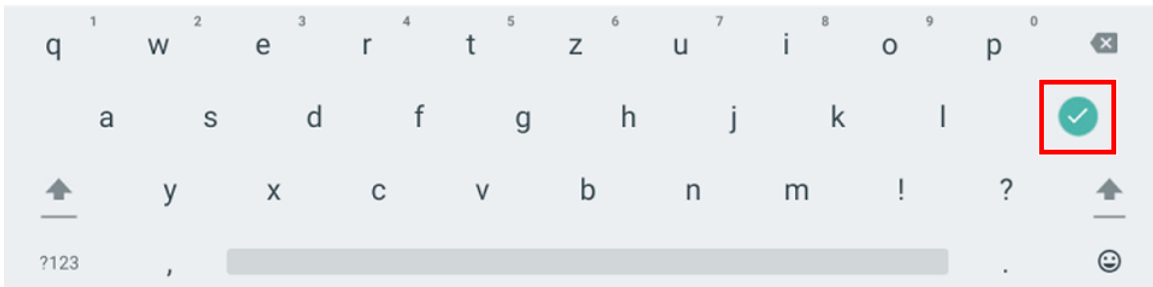 1 2 3 4 5 6 7 8 9 0
q w e r t z u i o p
a s d f g h j k l
y x c v b n m ! ?
?123 , .